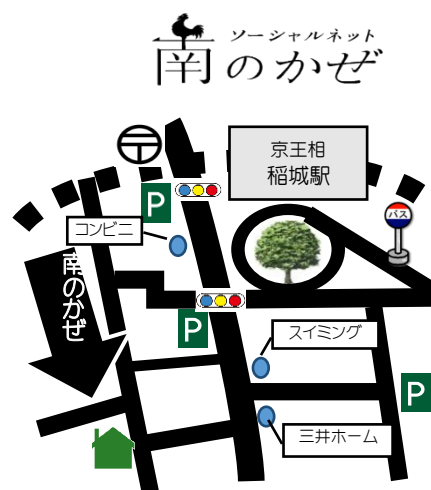 ソーシャルネット
南のかぜ
〒
京王相
稲城駅
P
バス
コンビニ
南のかぜ
P
スイミング
P
三井ホーム